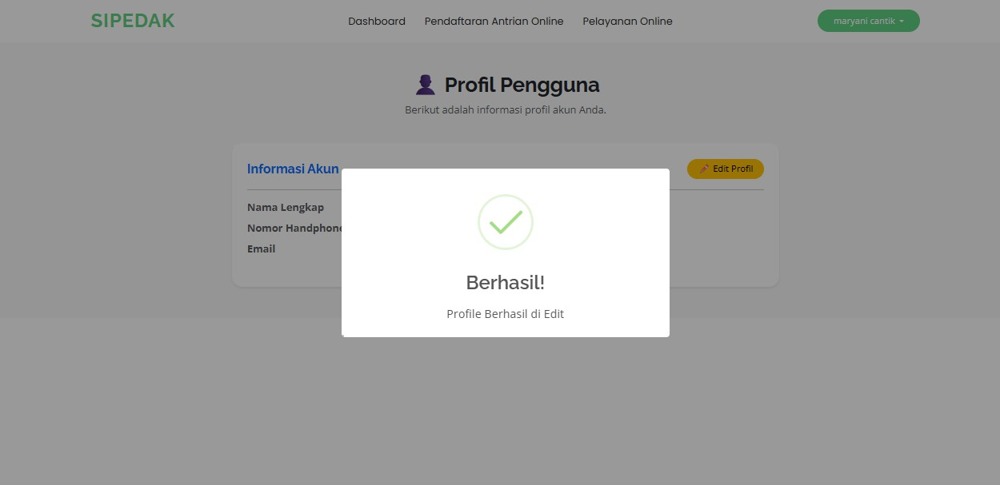 SIPEDAK
Dashboard Pendaftaran Antrian Online Pelayanan Online
maryani cantik
Profil Pengguna
Berikut adalah informasi profil akun Anda.
Informasi Akun
Edit Profil
Nama Lengkap
Nomor Handphone
Email
Berhasil!
Profile Berhasil di Edit